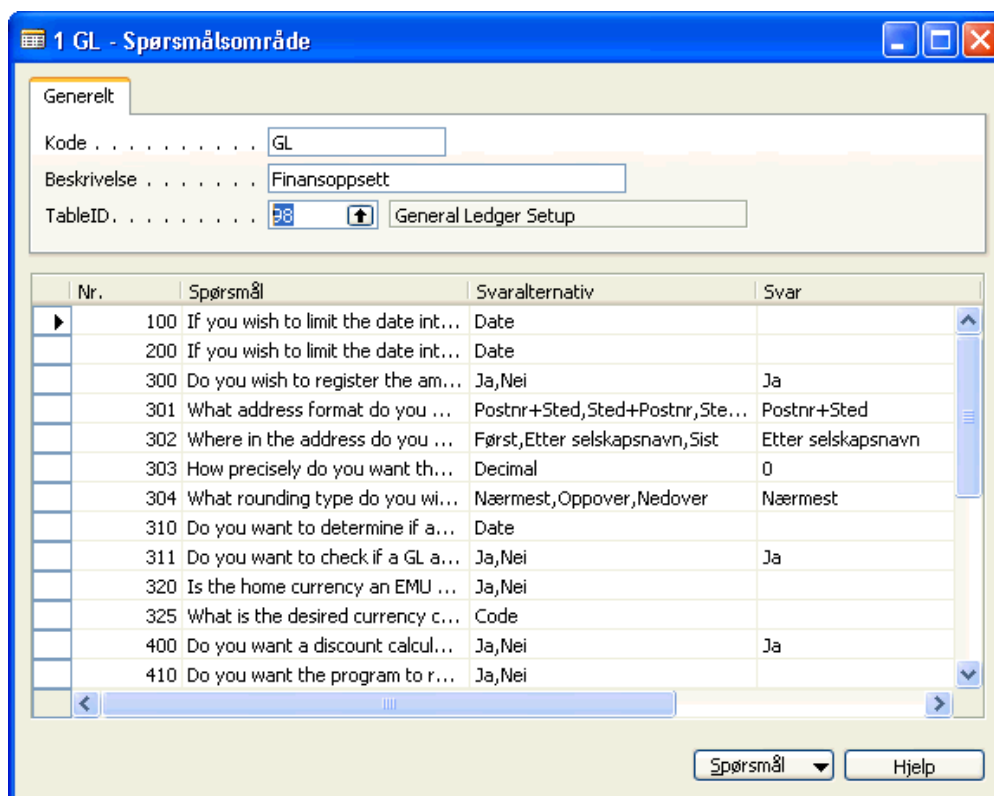 1 GL - Spørsmålsområde
Generelt
Kode . . . . . . . . . . GL
Beskrivelse . . . . . . . Finansoppsett
TableID. . . . . . . . . 98 General Ledger Setup
Nr. Spørsmål Svaralternativ Svar
100 If you wish to limit the date int... Date
200 If you wish to limit the date int... Date
300 Do you wish to register the am... Ja,Nei Ja
301 What address format do you ... Postnr+Sted,Sted+Postnr,Ste... Postnr+Sted
302 Where in the address do you ... Først,Etter selskapsnavn,Sist Etter selskapsnavn
303 How precisely do you want th... Decimal 0
304 What rounding type do you wi... Nærmest,Oppover,Nedover Nærmest
310 Do you want to determine if a... Date
311 Do you want to check if a GL a... Ja,Nei Ja
320 Is the home currency an EMU ... Ja,Nei
325 What is the desired currency c... Code
400 Do you want a discount calcul... Ja,Nei Ja
410 Do you want the program to r... Ja,Nei
Spørsmål Hjelp